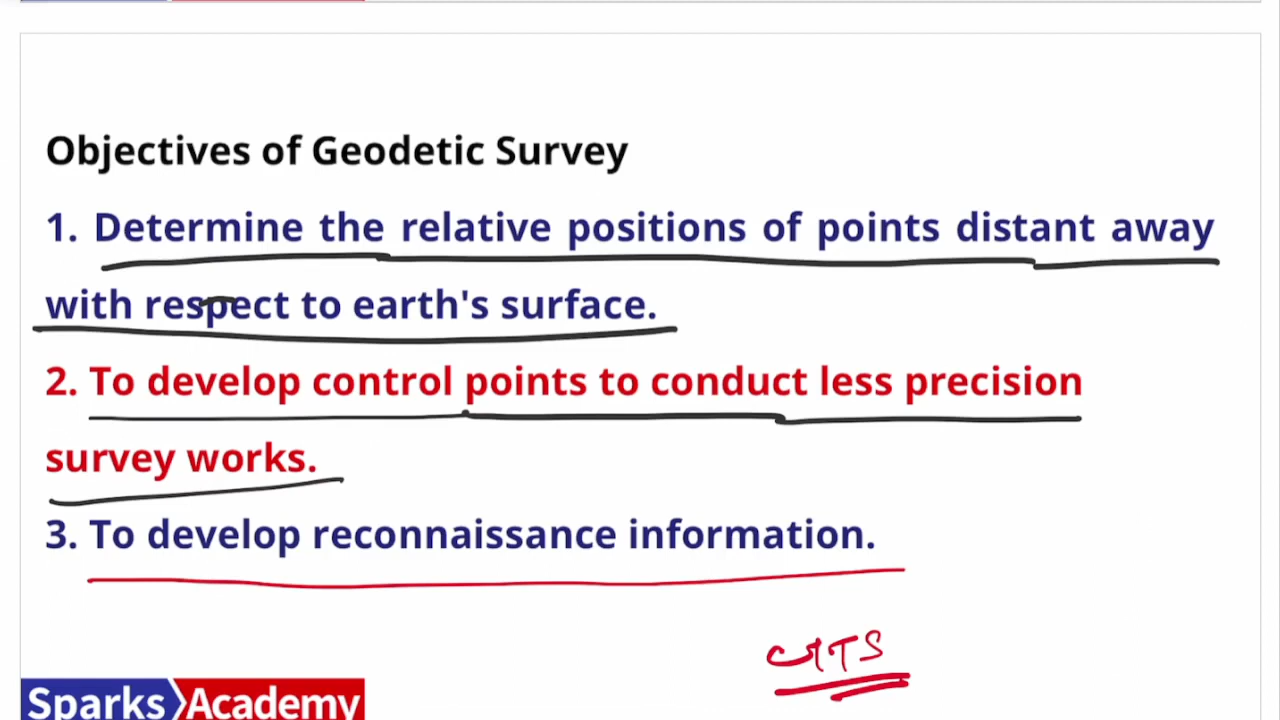 Objectives of Geodetic Survey
1. Determine the relative positions of points distant away
with respect to earth's surface.
2. To develop control points to conduct less precision
survey works.
3. To develop reconnaissance information.
Sparks Academy